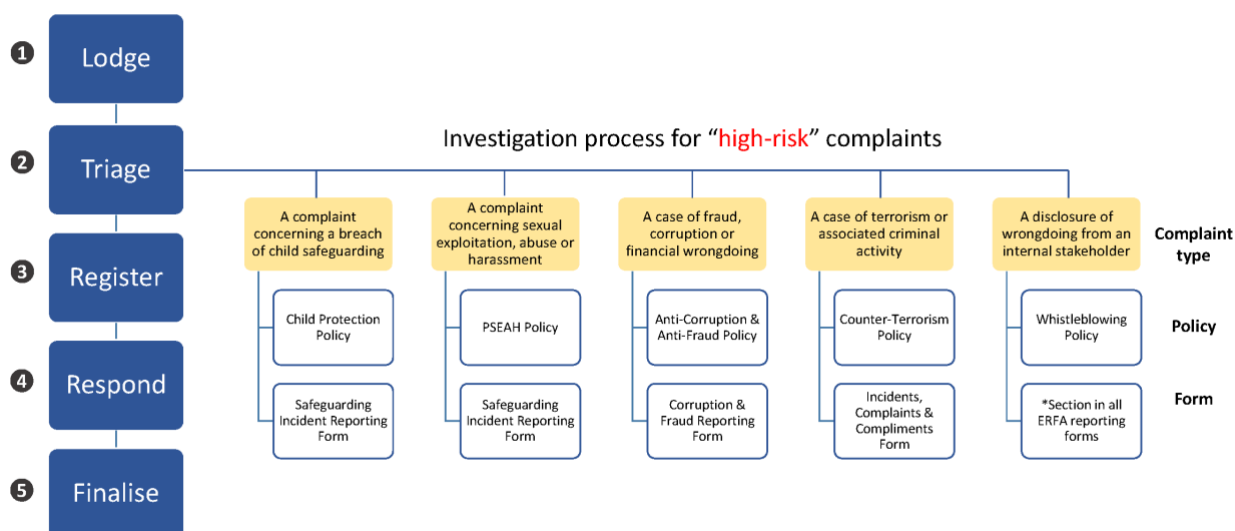 1
Lodge
2
Triage
3
Register
4
Respond
5
Finalise
Investigation process for “high-risk” complaints
A complaint
concerning a breach
of child safeguarding
A complaint
concerning sexual
exploitation, abuse or
harassment
A case of fraud,
corruption or
financial wrongdoing
A case of terrorism or
associated criminal
activity
A disclosure of
wrongdoing from an
internal stakeholder
Complaint
type
Child Protection
Policy
PSEAH Policy
Anti-Corruption &
Anti-Fraud Policy
Counter-Terrorism
Policy
Whistleblowing
Policy
Policy
Safeguarding
Incident Reporting
Form
Safeguarding
Incident Reporting
Form
Corruption &
Fraud Reporting
Form
Incidents,
Complaints &
Compliments
Form
*Section in all
ERFA reporting
forms
Form